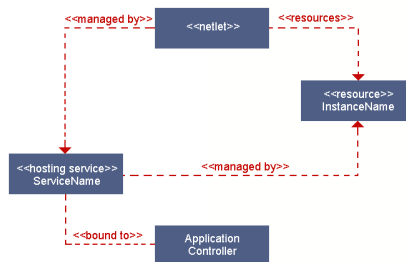 <<managed by>>
<<netlet>>
<<resources>>
<<resource>>
InstanceName
<<hosting service>>
ServiceName
<<managed by>>
<<bound to>>
Application
Controller